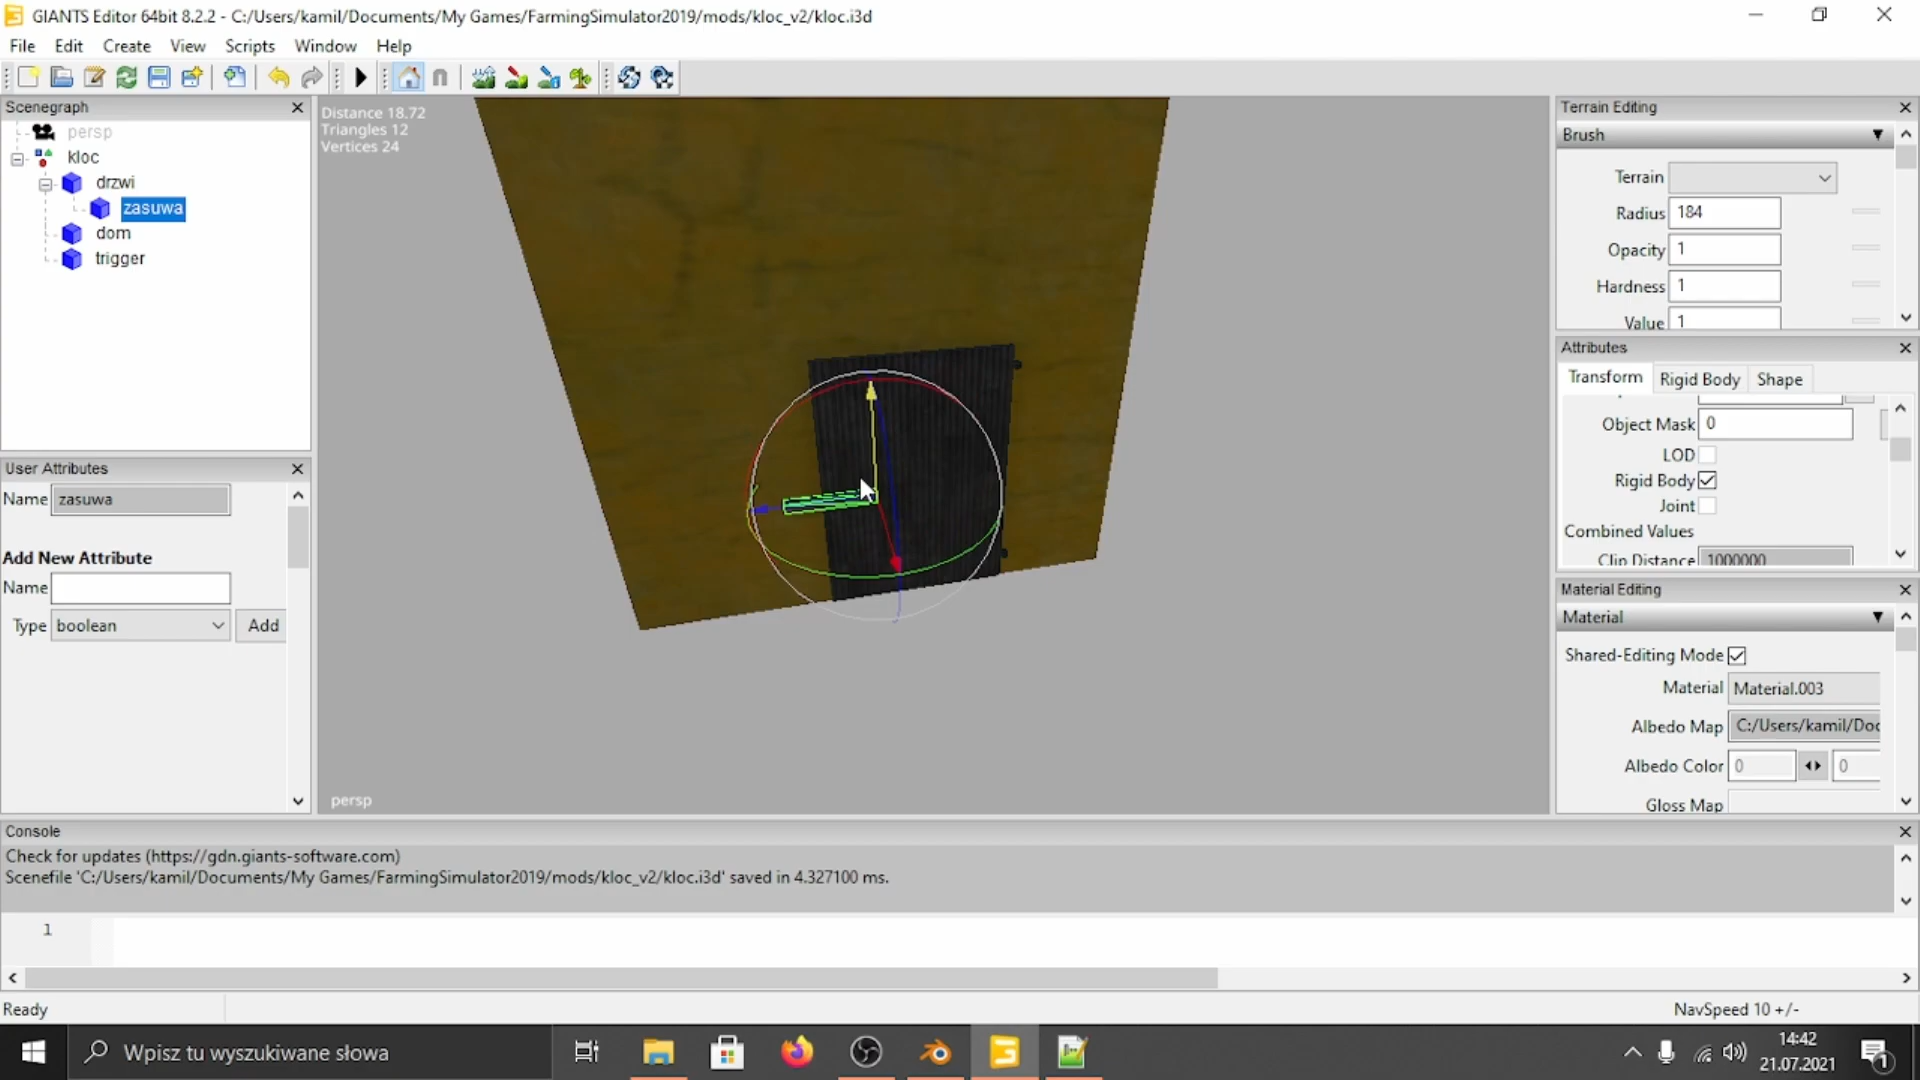 GIANTS Editor 64bit 8.2.2 - C:/Users/kamil/Documents/My Games/FarmingSimulator2019/mods/kloc_v2/kloc.i3d
File Edit Create View Scripts Window Help
Scenegraph
persp
kloc
drzwi
zasuwa
dom
trigger
User Attributes
Name zasuwa
Add New Attribute
Name
Type boolean Add
Distance 18.72
Triangles 12
Vertices 24
persp
Terrain Editing
Brush
Terrain
Radius 184
Opacity 1
Hardness 1
Value 1
Attributes
Transform Rigid Body Shape
Object Mask 0
LOD
Rigid Body
Joint
Combined Values
Clip Distance 1000000
Material Editing
Material
Shared-Editing Mode
Material Material.003
Albedo Map C:/Users/kamil/Doc
Albedo Color 0 0
Gloss Map
Console
Check for updates (https://gdn.giants-software.com)
Scenefile 'C:/Users/kamil/Documents/My Games/FarmingSimulator2019/mods/kloc_v2/kloc.i3d' saved in 4.327100 ms.
1
Ready
NavSpeed 10 +/-
Wpisz tu wyszukiwane słowa
14:42
21.07.2021
1